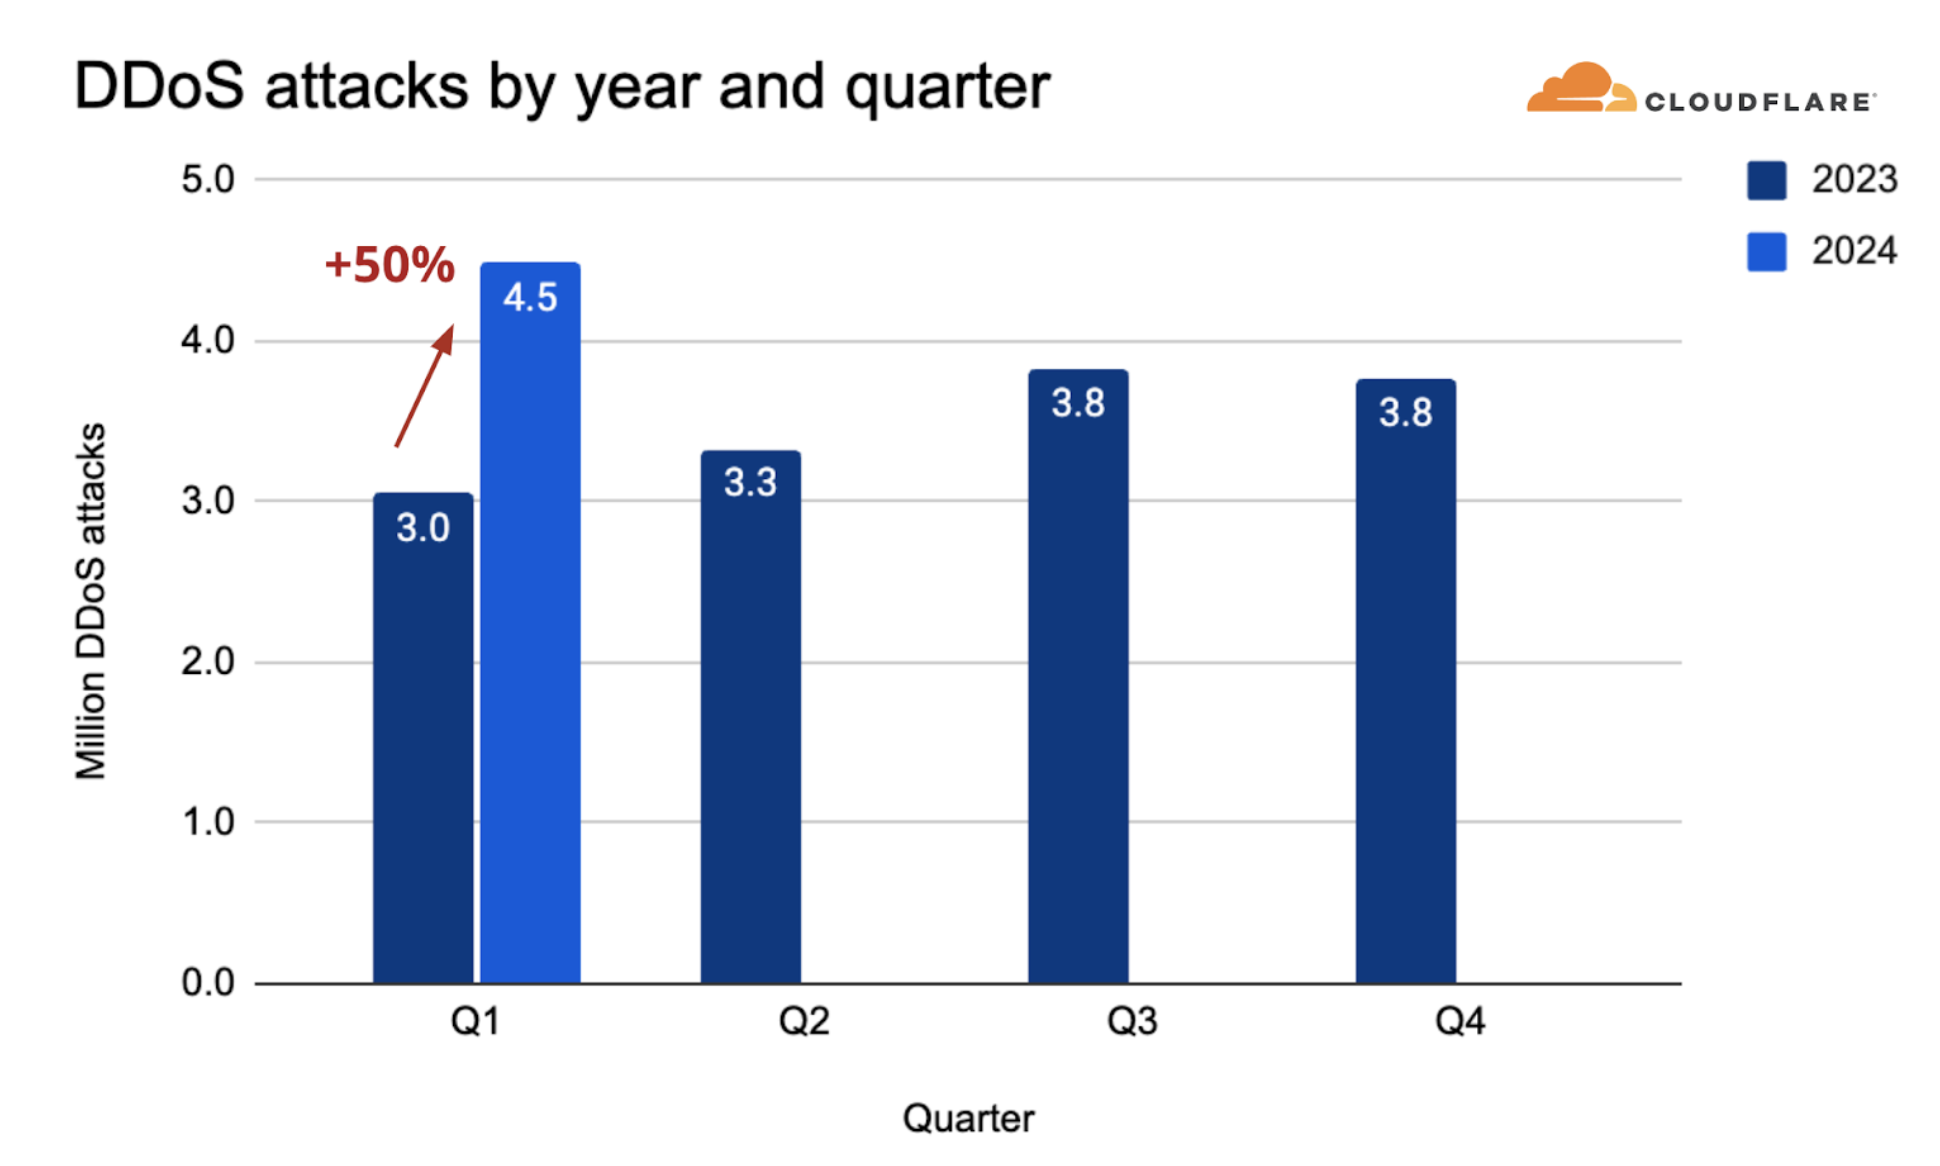 DDoS attacks by year and quarter
CLOUDFLARE
2023
2024
5.0
4.0
3.0
2.0
1.0
0.0
Million DDoS attacks
+50%
3.0
4.5
3.3
3.8
3.8
Q1
Q2
Q3
Q4
Quarter